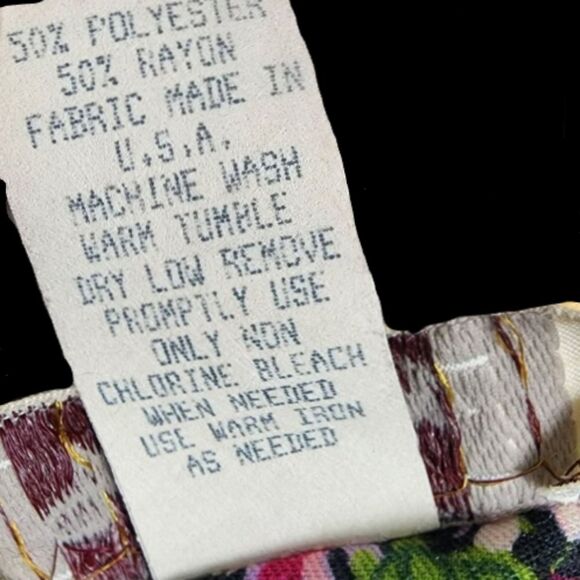 50% POLYESTER
50% RAYON
FABRIC MADE IN
U.S.A.
MACHINE WASH
WARM TUMBLE
DRY LOW REMOVE
PROMPTLY USE
ONLY NON
CHLORINE BLEACH
WHEN NEEDED
USE WARM IRON
AS NEEDED